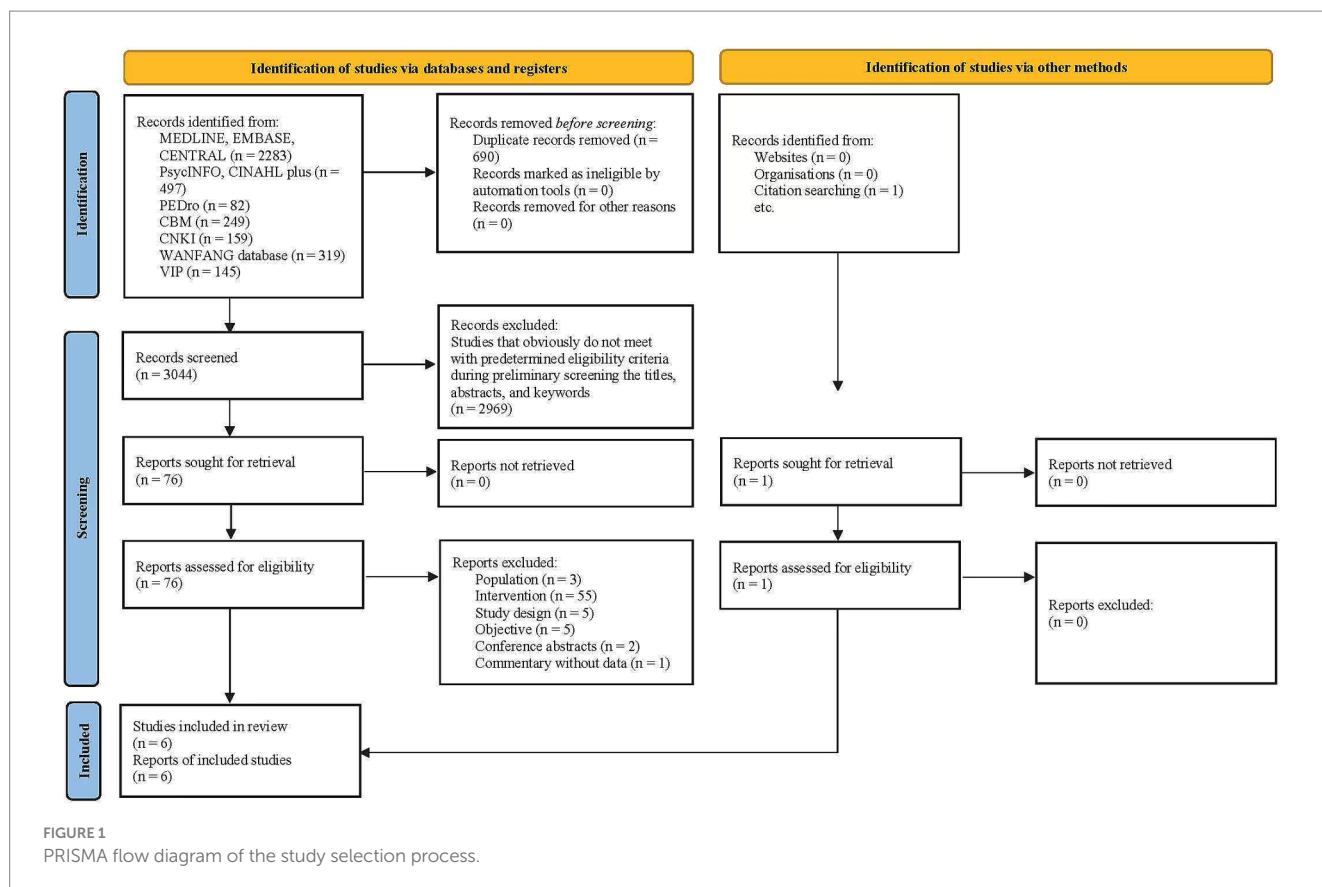 Identification of studies via databases and registers
Identification of studies via other methods
Identification
Records identified from:
MEDLINE, EMBASE,
CENTRAL (n = 2283)
PsycINFO, CINAHL plus (n =
497)
PEDro (n = 82)
CBM (n = 249)
CNKI (n = 159)
WANFANG database (n = 319)
VIP (n = 145)
Records removed before screening:
Duplicate records removed (n =
690)
Records marked as ineligible by
automation tools (n = 0)
Records removed for other reasons
(n = 0)
Records identified from:
Websites (n = 0)
Organisations (n = 0)
Citation searching (n = 1)
etc.
Screening
Records screened
(n = 3044)
Records excluded:
Studies that obviously do not meet
with predetermined eligibility criteria
during preliminary screening the titles,
abstracts, and keywords
(n = 2969)
Reports sought for retrieval
(n = 76)
Reports not retrieved
(n = 0)
Reports sought for retrieval
(n = 1)
Reports not retrieved
(n = 0)
Reports assessed for eligibility
(n = 76)
Reports excluded:
Population (n = 3)
Intervention (n = 55)
Study design (n = 5)
Objective (n = 5)
Conference abstracts (n = 2)
Commentary without data (n = 1)
Reports assessed for eligibility
(n = 1)
Reports excluded:
(n = 0)
Included
Studies included in review
(n = 6)
Reports of included studies
(n = 6)
FIGURE 1
PRISMA flow diagram of the study selection process.